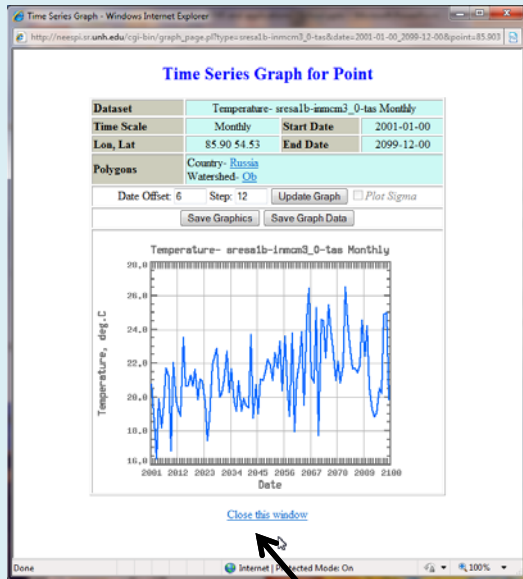 Time Series Graph - Windows Internet Explorer
http://neespi.sr.unh.edu/cgi-bin/graph_page.pl?type=sresa1b-inmcm3_0-tas&date=2001-01-00_2099-12-00&point=85.903
Time Series Graph for Point
Dataset Temperature- sresa1b-inmcm3_0-tas Monthly
Time Scale Monthly Start Date 2001-01-00
Lon, Lat 85.90 54.53 End Date 2099-12-00
Polygons Country- Russia
Watershed- Ob
Date Offset: 6 Step: 12 Update Graph Plot Sigma
Save Graphics Save Graph Data
Temperature- sresa1b-inmcm3_0-tas Monthly
Temperature, deg.C
28.0
26.0
24.0
22.0
20.0
18.0
16.0
2001 2012 2023 2034 2045 2056 2067 2078 2089 2100
Date
Close this window
Done Internet | Protected Mode: On 100%